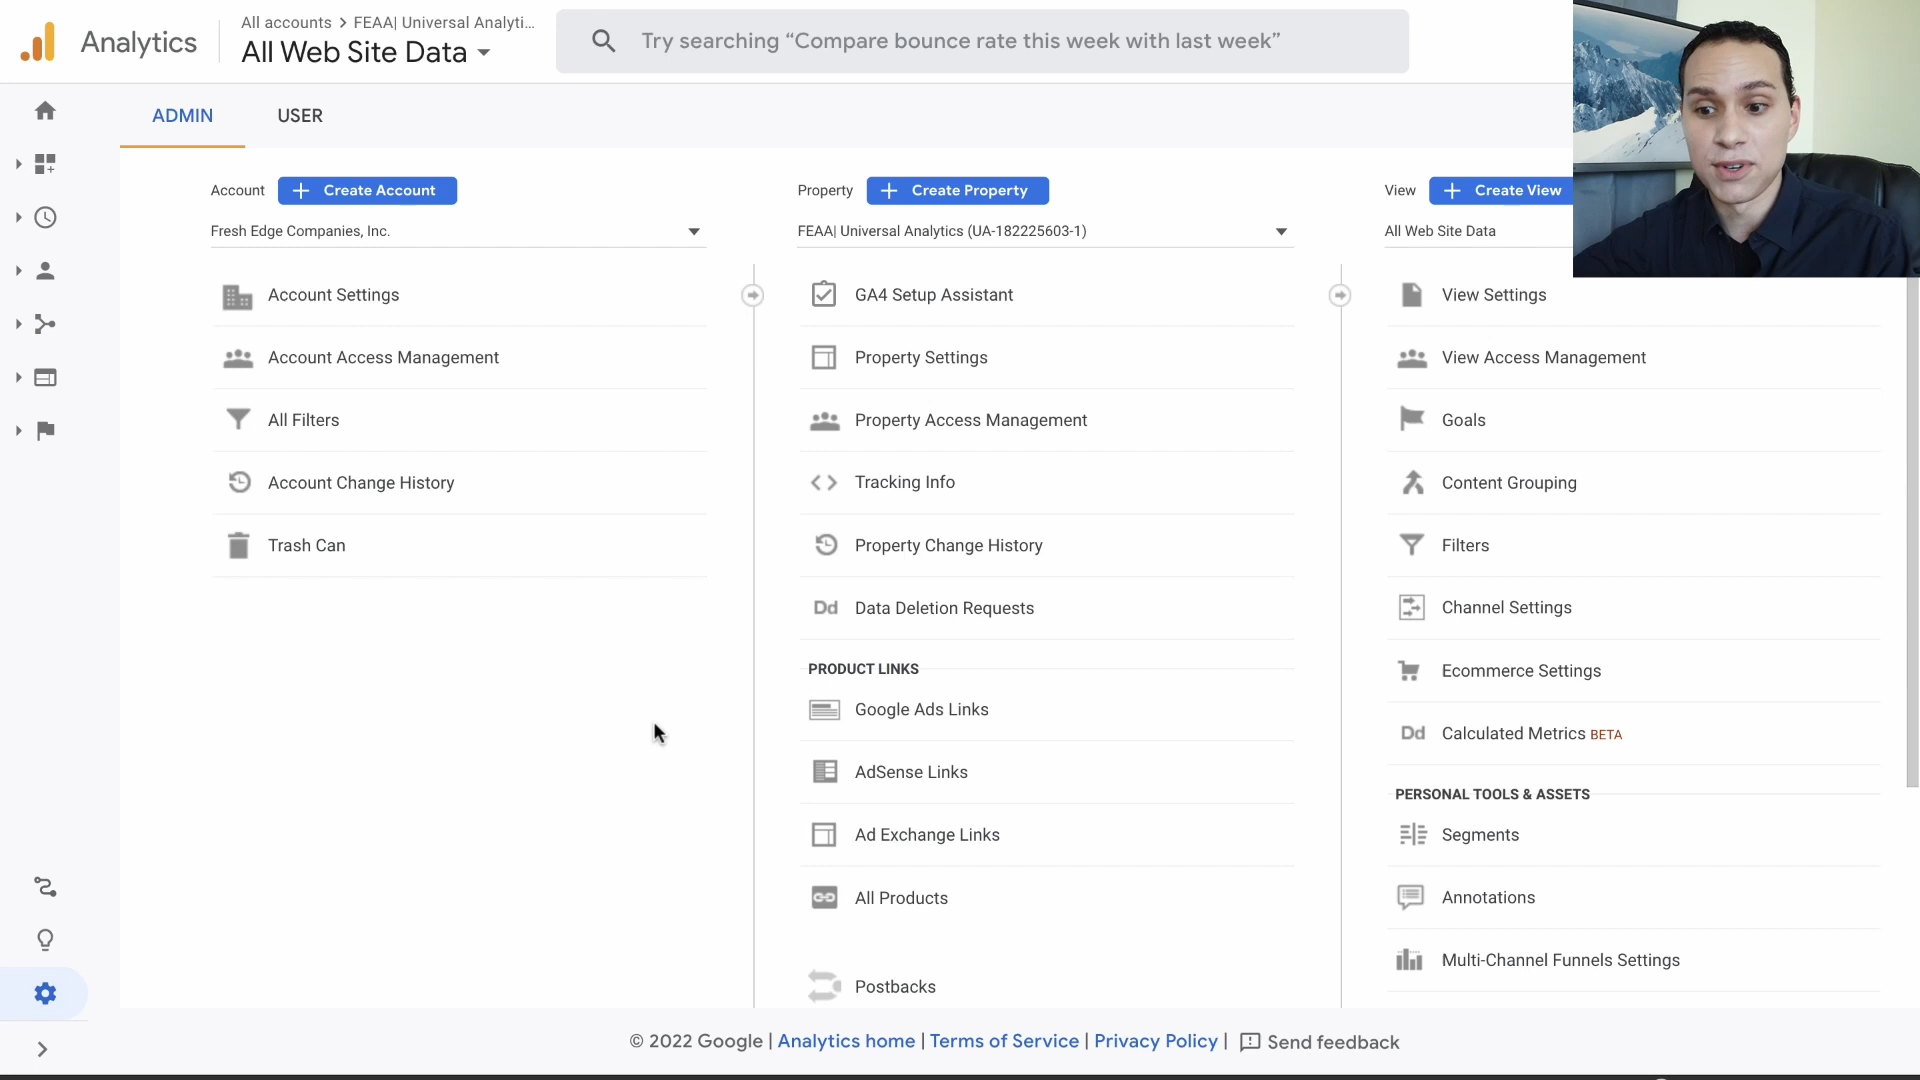 Analytics
All accounts > FEAA| Universal Analyti...
All Web Site Data
Try searching “Compare bounce rate this week with last week”
ADMIN
USER
Account
Create Account
Fresh Edge Companies, Inc.
Account Settings
Account Access Management
All Filters
Account Change History
Trash Can
Property
Create Property
FEAA| Universal Analytics (UA-182225603-1)
GA4 Setup Assistant
Property Settings
Property Access Management
Tracking Info
Property Change History
Dd Data Deletion Requests
PRODUCT LINKS
Google Ads Links
AdSense Links
Ad Exchange Links
All Products
Postbacks
View
Create View
All Web Site Data
View Settings
View Access Management
Goals
Content Grouping
Filters
Channel Settings
Ecommerce Settings
Dd Calculated Metrics BETA
PERSONAL TOOLS & ASSETS
Segments
Annotations
Multi-Channel Funnels Settings
© 2022 Google | Analytics home | Terms of Service | Privacy Policy | Send feedback